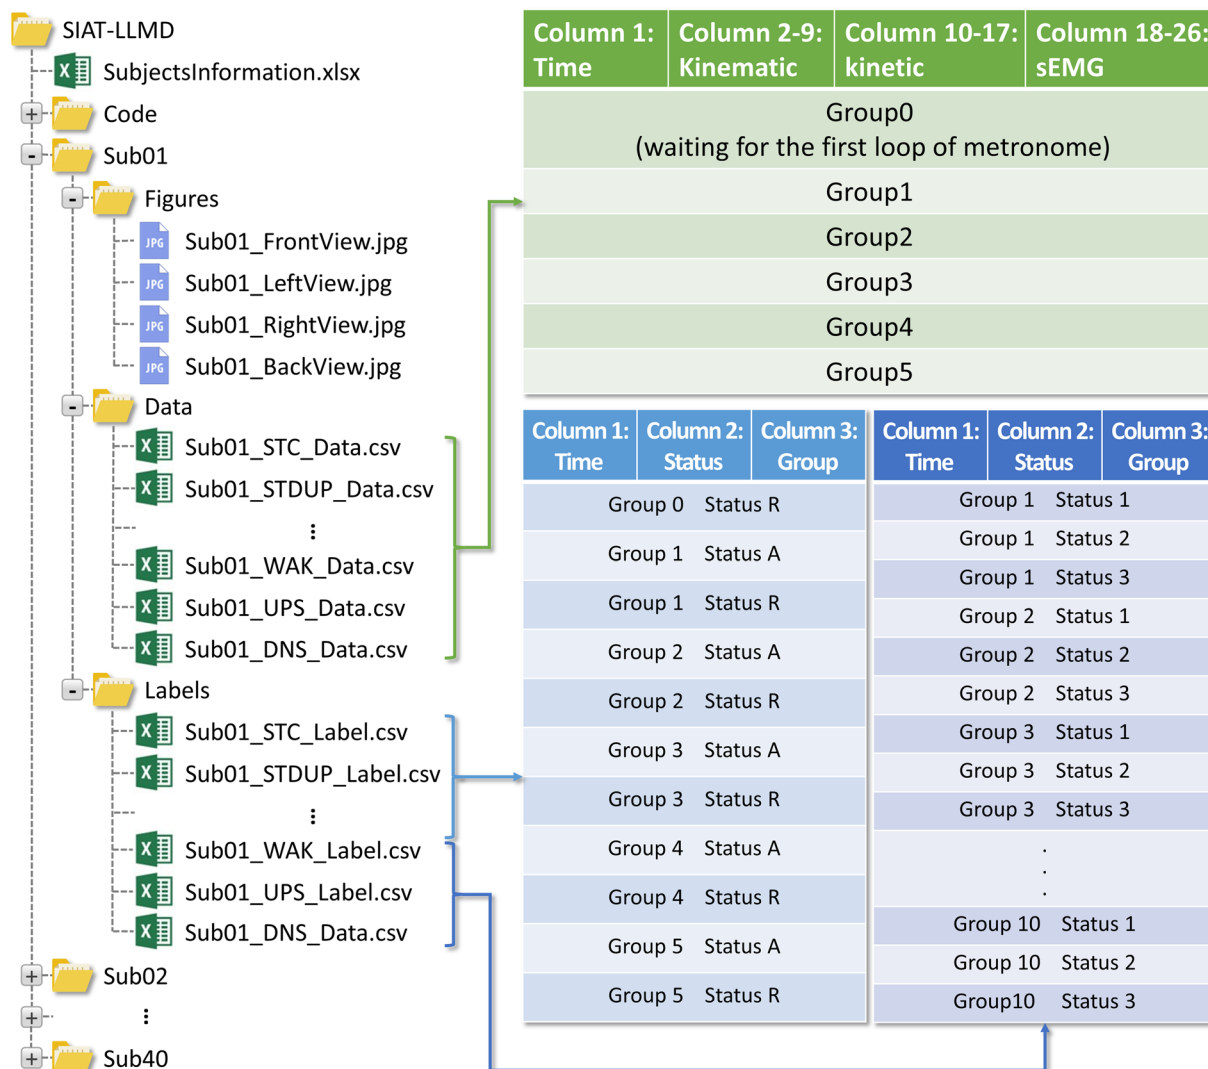 SIAT-LLMD
SubjectsInformation.xlsx
Code
Sub01
Figures
JPG Sub01_FrontView.jpg
JPG Sub01_LeftView.jpg
JPG Sub01_RightView.jpg
JPG Sub01_BackView.jpg
Data
Sub01_STC_Data.csv
Sub01_STDUP_Data.csv
Sub01_WAK_Data.csv
Sub01_UPS_Data.csv
Sub01_DNS_Data.csv
Labels
Sub01_STC_Label.csv
Sub01_STDUP_Label.csv
Sub01_WAK_Label.csv
Sub01_UPS_Label.csv
Sub01_DNS_Data.csv
Sub02
Sub40
Column 1:
Time
Column 2-9:
Kinematic
Column 10-17:
kinetic
Column 18-26:
sEMG
Group0
(waiting for the first loop of metronome)
Group1
Group2
Group3
Group4
Group5
Column 1:
Time
Column 2:
Status
Column 3:
Group
Group 0 Status R
Group 1 Status A
Group 1 Status R
Group 2 Status A
Group 2 Status R
Group 3 Status A
Group 3 Status R
Group 4 Status A
Group 4 Status R
Group 5 Status A
Group 5 Status R
Column 1:
Time
Column 2:
Status
Column 3:
Group
Group 1 Status 1
Group 1 Status 2
Group 1 Status 3
Group 2 Status 1
Group 2 Status 2
Group 2 Status 3
Group 3 Status 1
Group 3 Status 2
Group 3 Status 3
Group 10 Status 1
Group 10 Status 2
Group10 Status 3